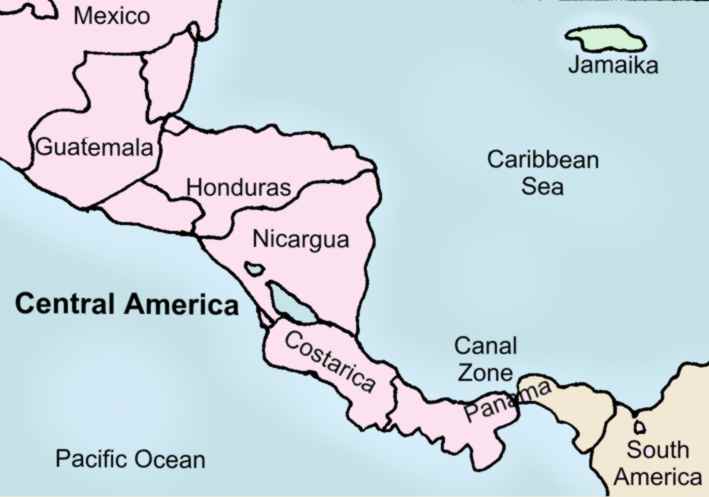 Mexico
Jamaika
Guatemala
Caribbean
Sea
Honduras
Nicargua
Central America
Canal
Zone
Costarica
Panama
Pacific Ocean
South
America